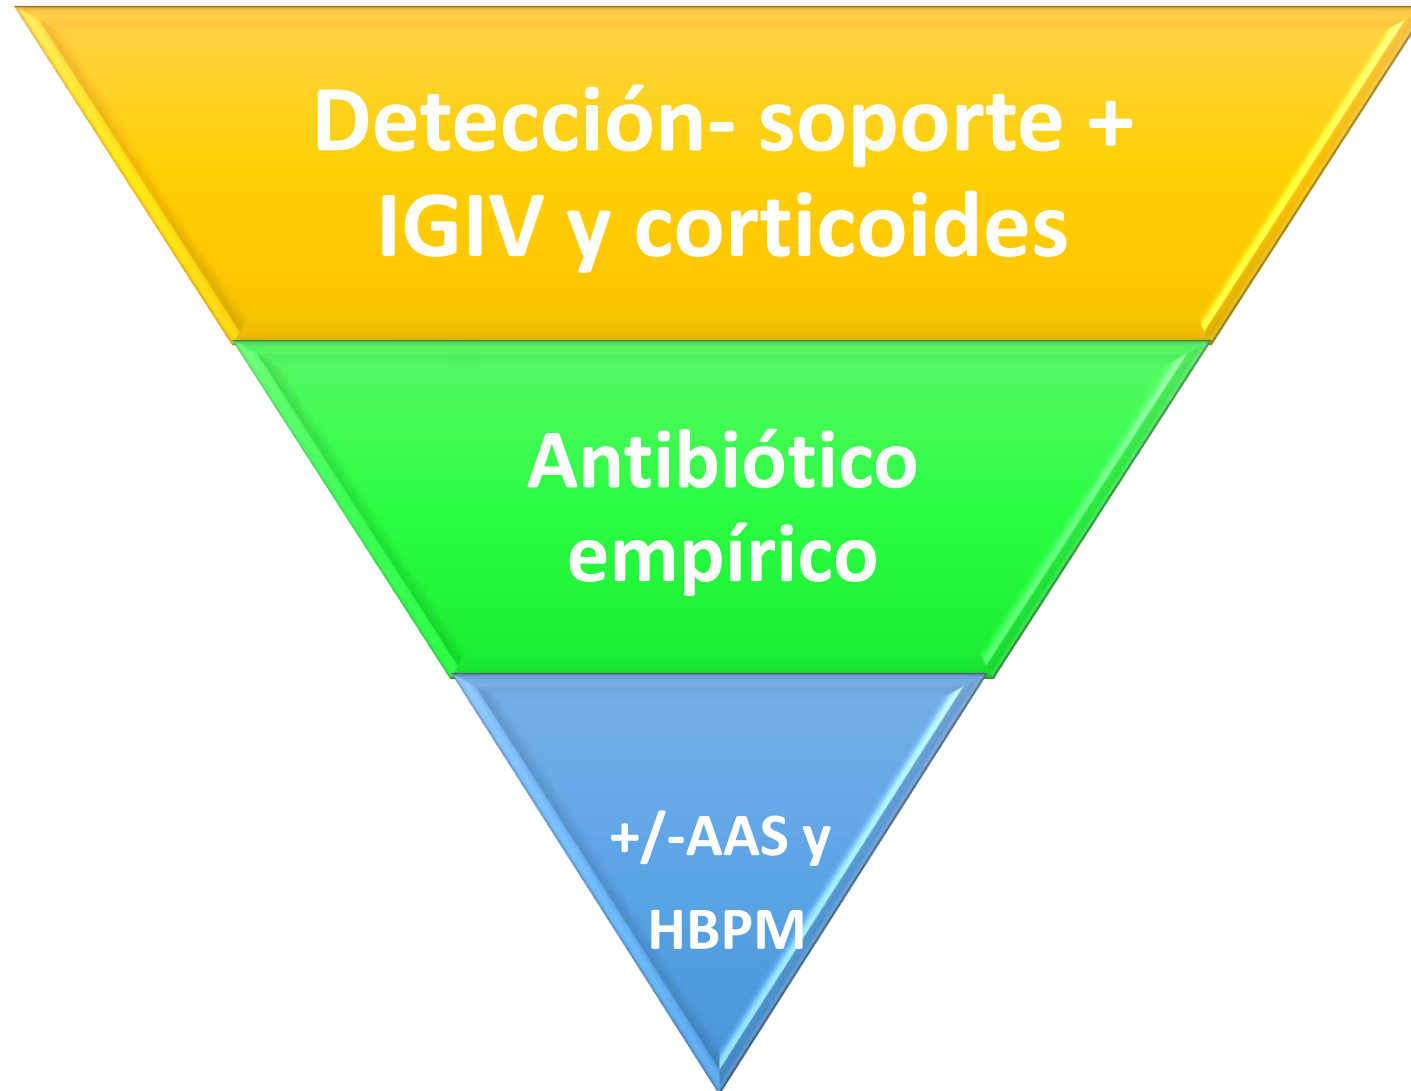 Detección- soporte +
IGIV y corticoides
Antibiótico
empírico
+/-AAS y
HBPM